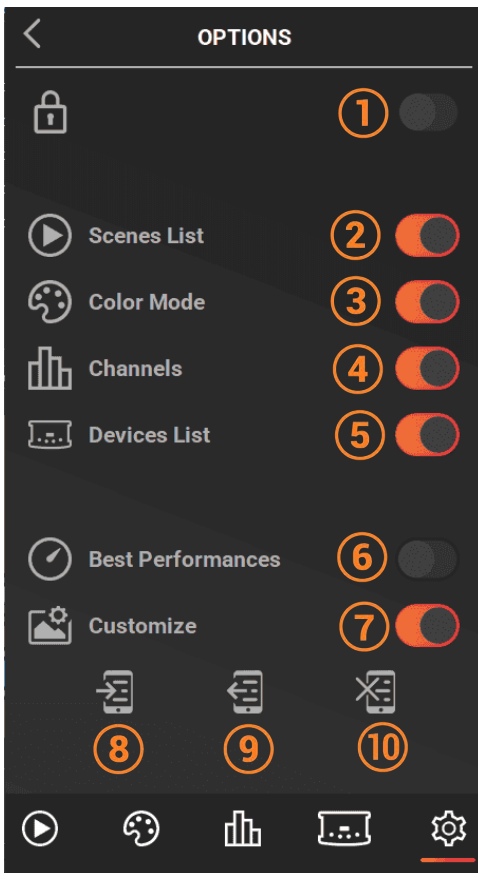 OPTIONS
1
Scenes List 2
Color Mode 3
Channels 4
Devices List 5
Best Performances 6
Customize 7
8 9 10